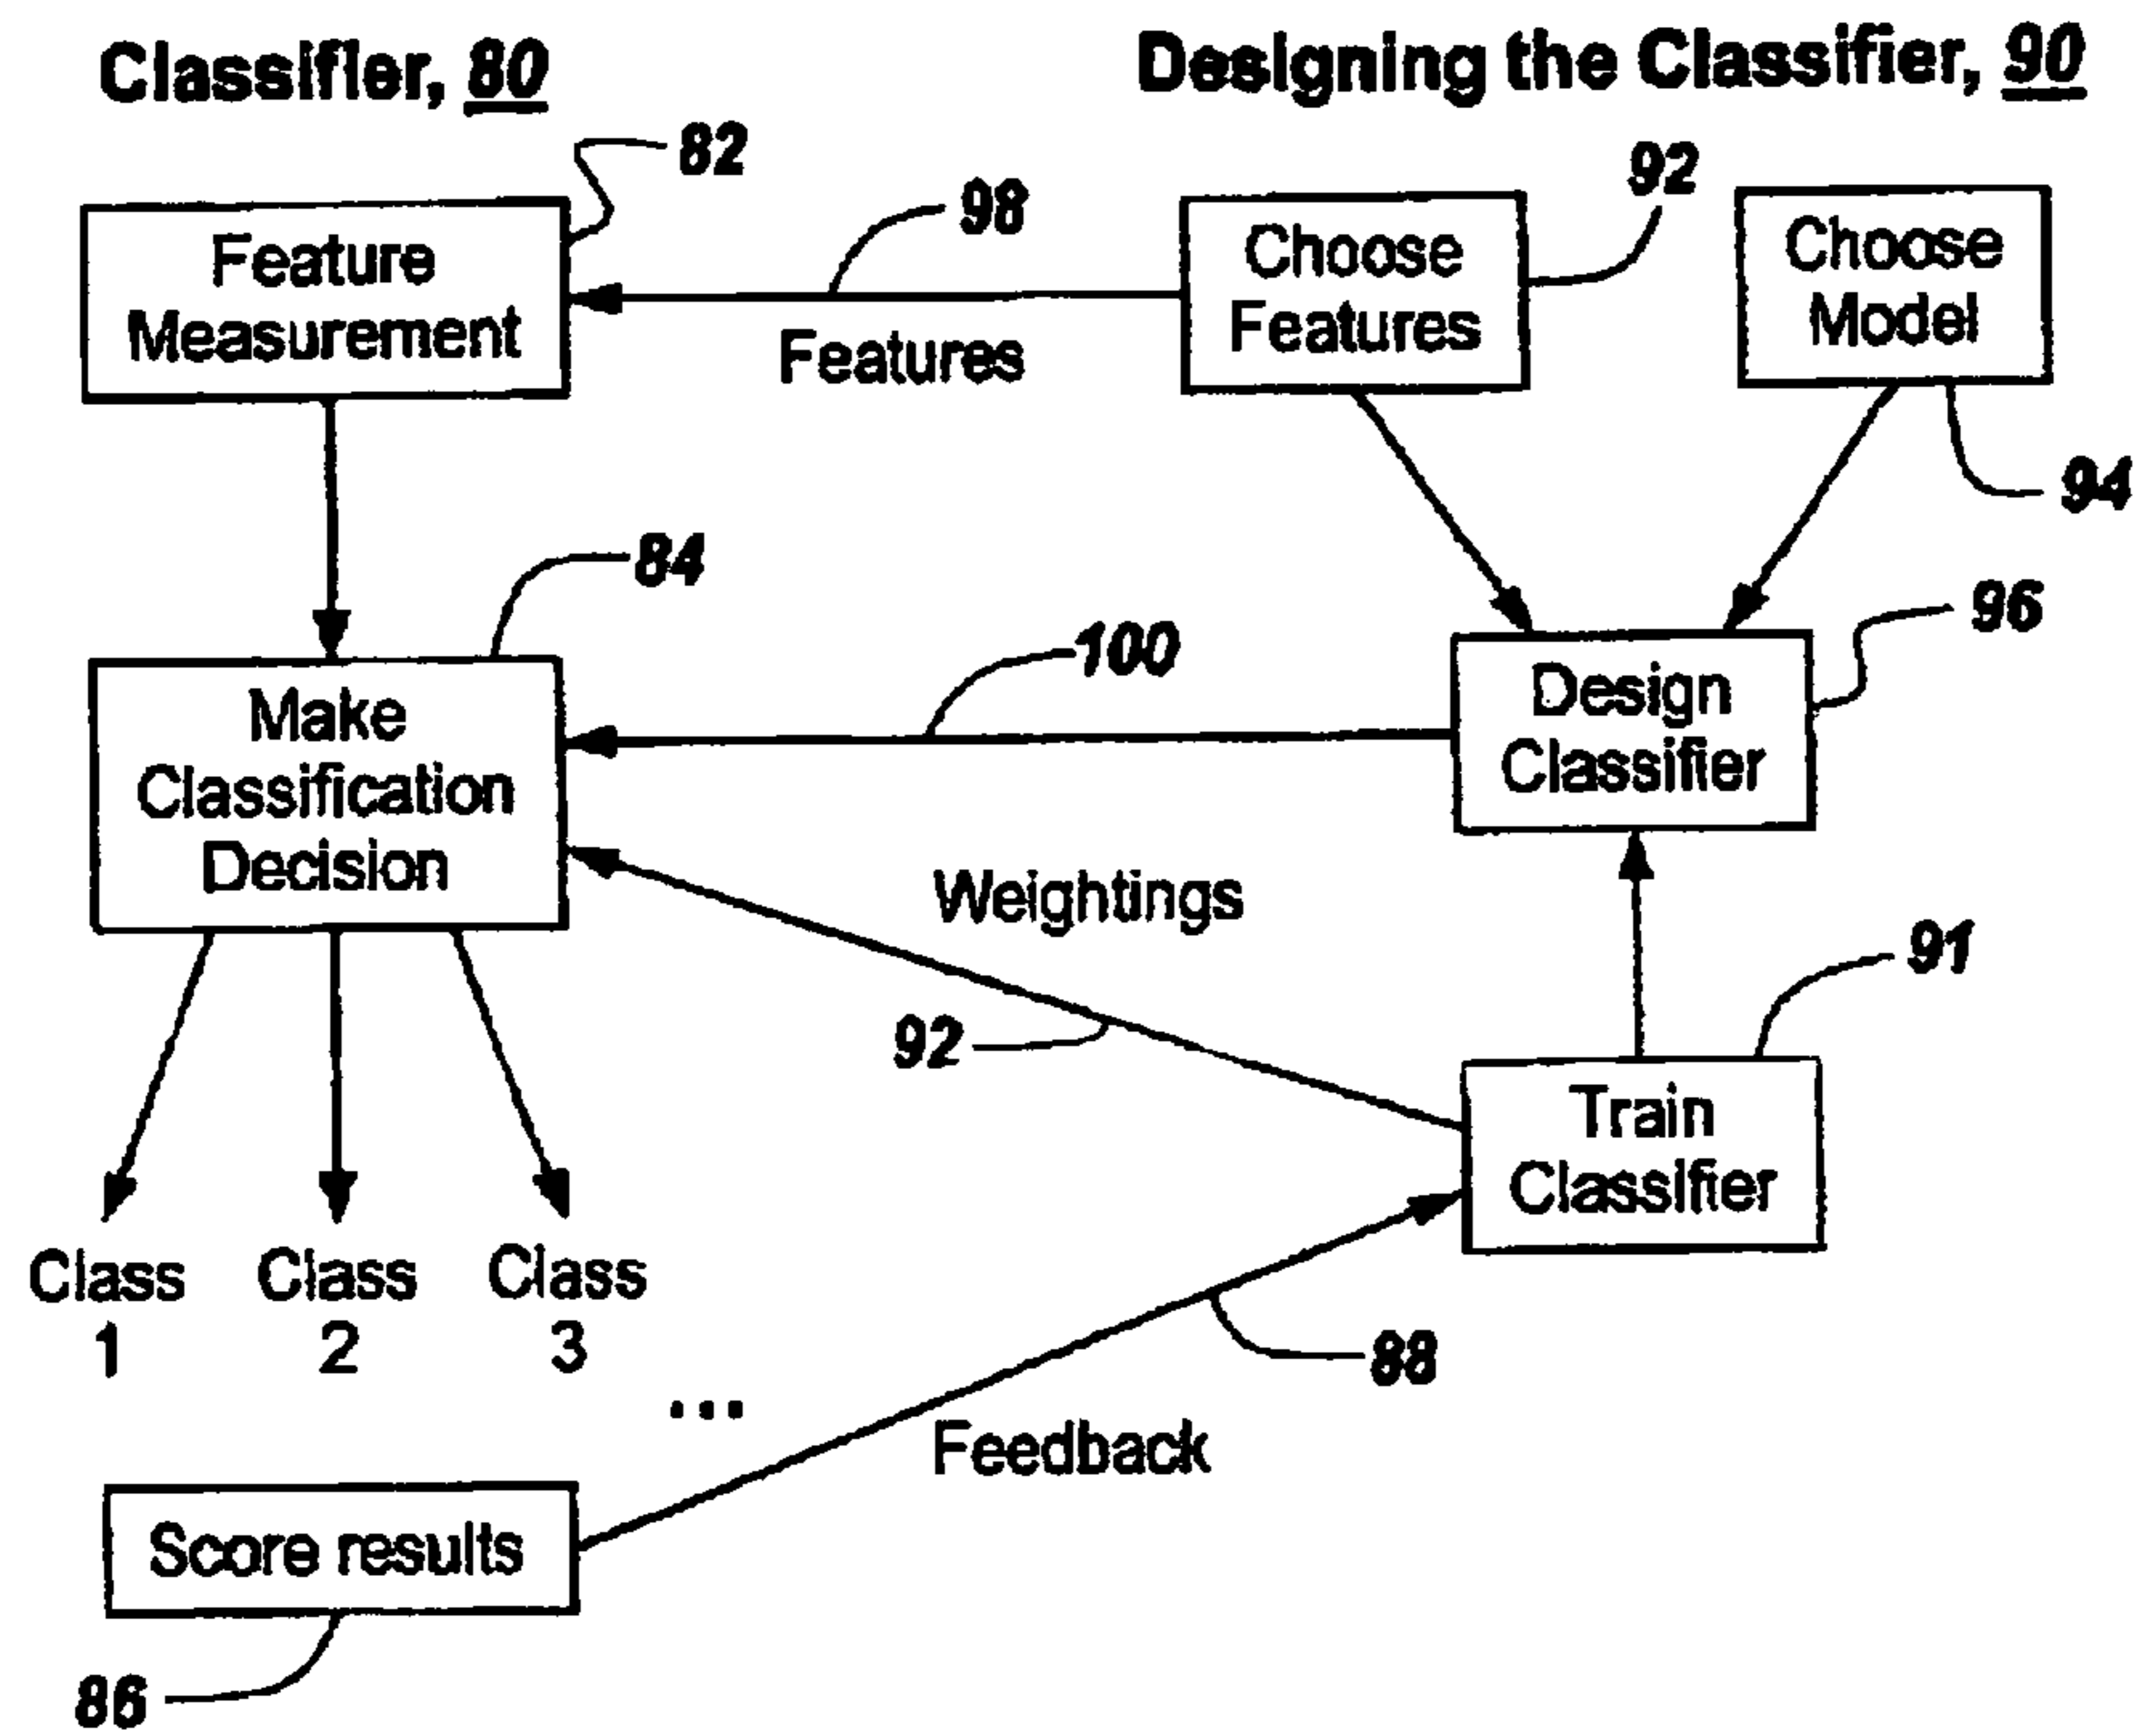 Classifier, 80
Designing the Classifier, 90
82
98
92
Feature
Measurement
Features
Choose
Features
Choose
Model
94
84
100
96
Make
Classification
Decision
Design
Classifier
Weightings
92
91
Train
Classifier
Class
1
Class
2
Class
3
...
88
Feedback
Score results
86